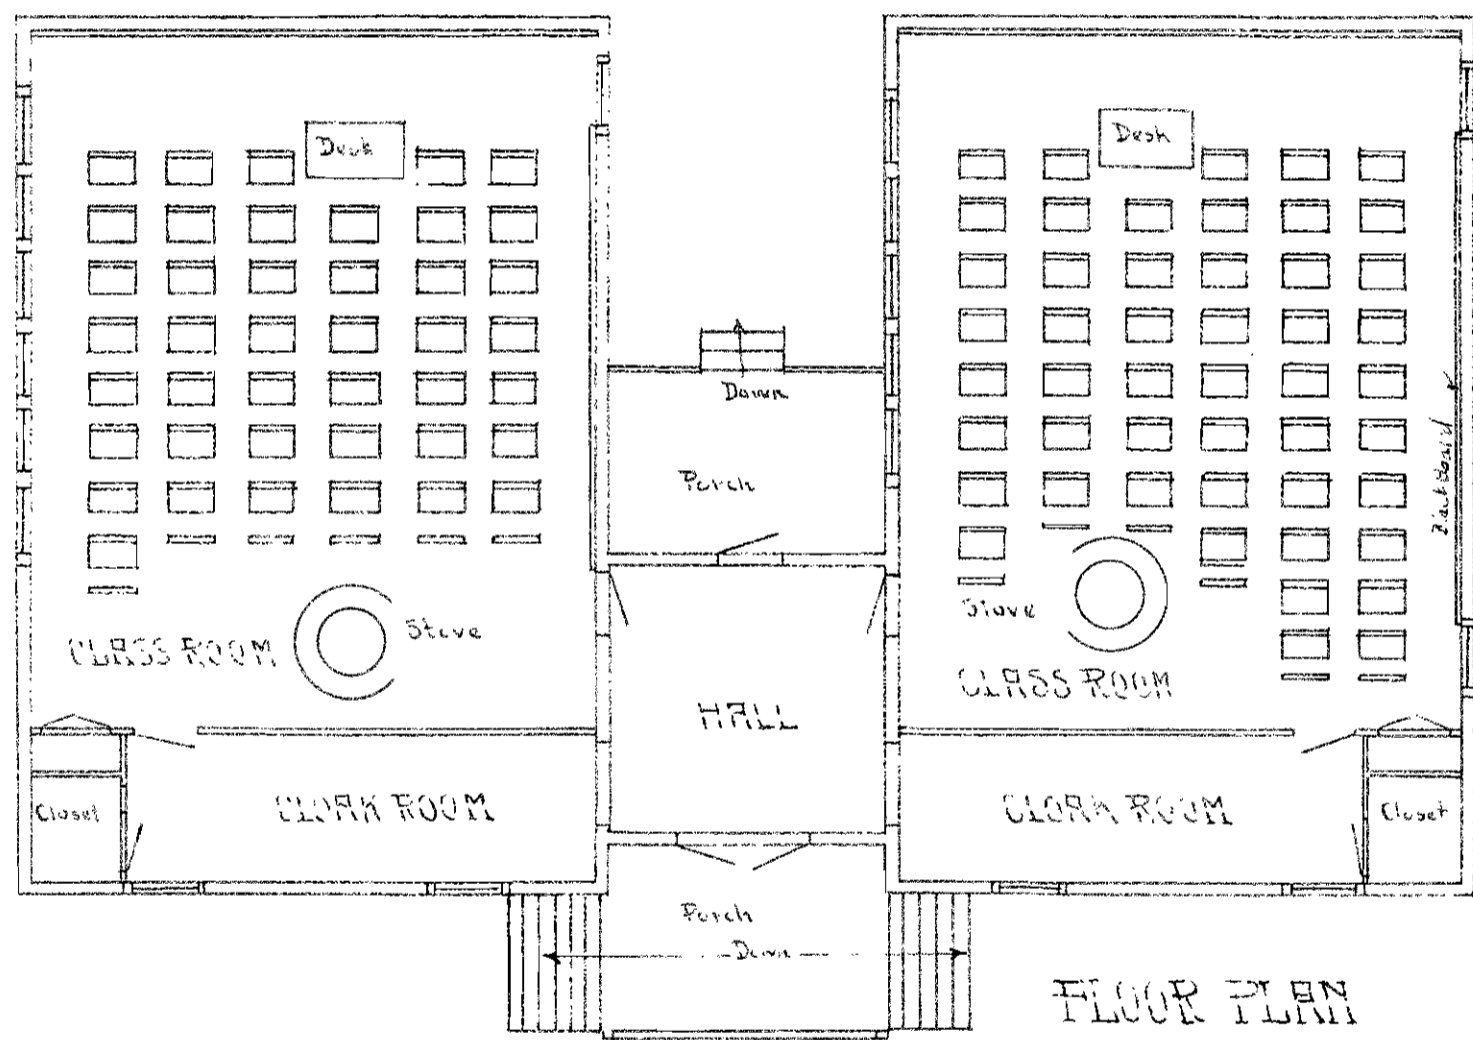 Desk
Desk
Down
Porch
Blackboard
Stove
Stove
CLASS ROOM
CLASS ROOM
HALL
Closet
CLOAK ROOM
CLOAK ROOM
Closet
Porch
Down
FLOOR PLAN